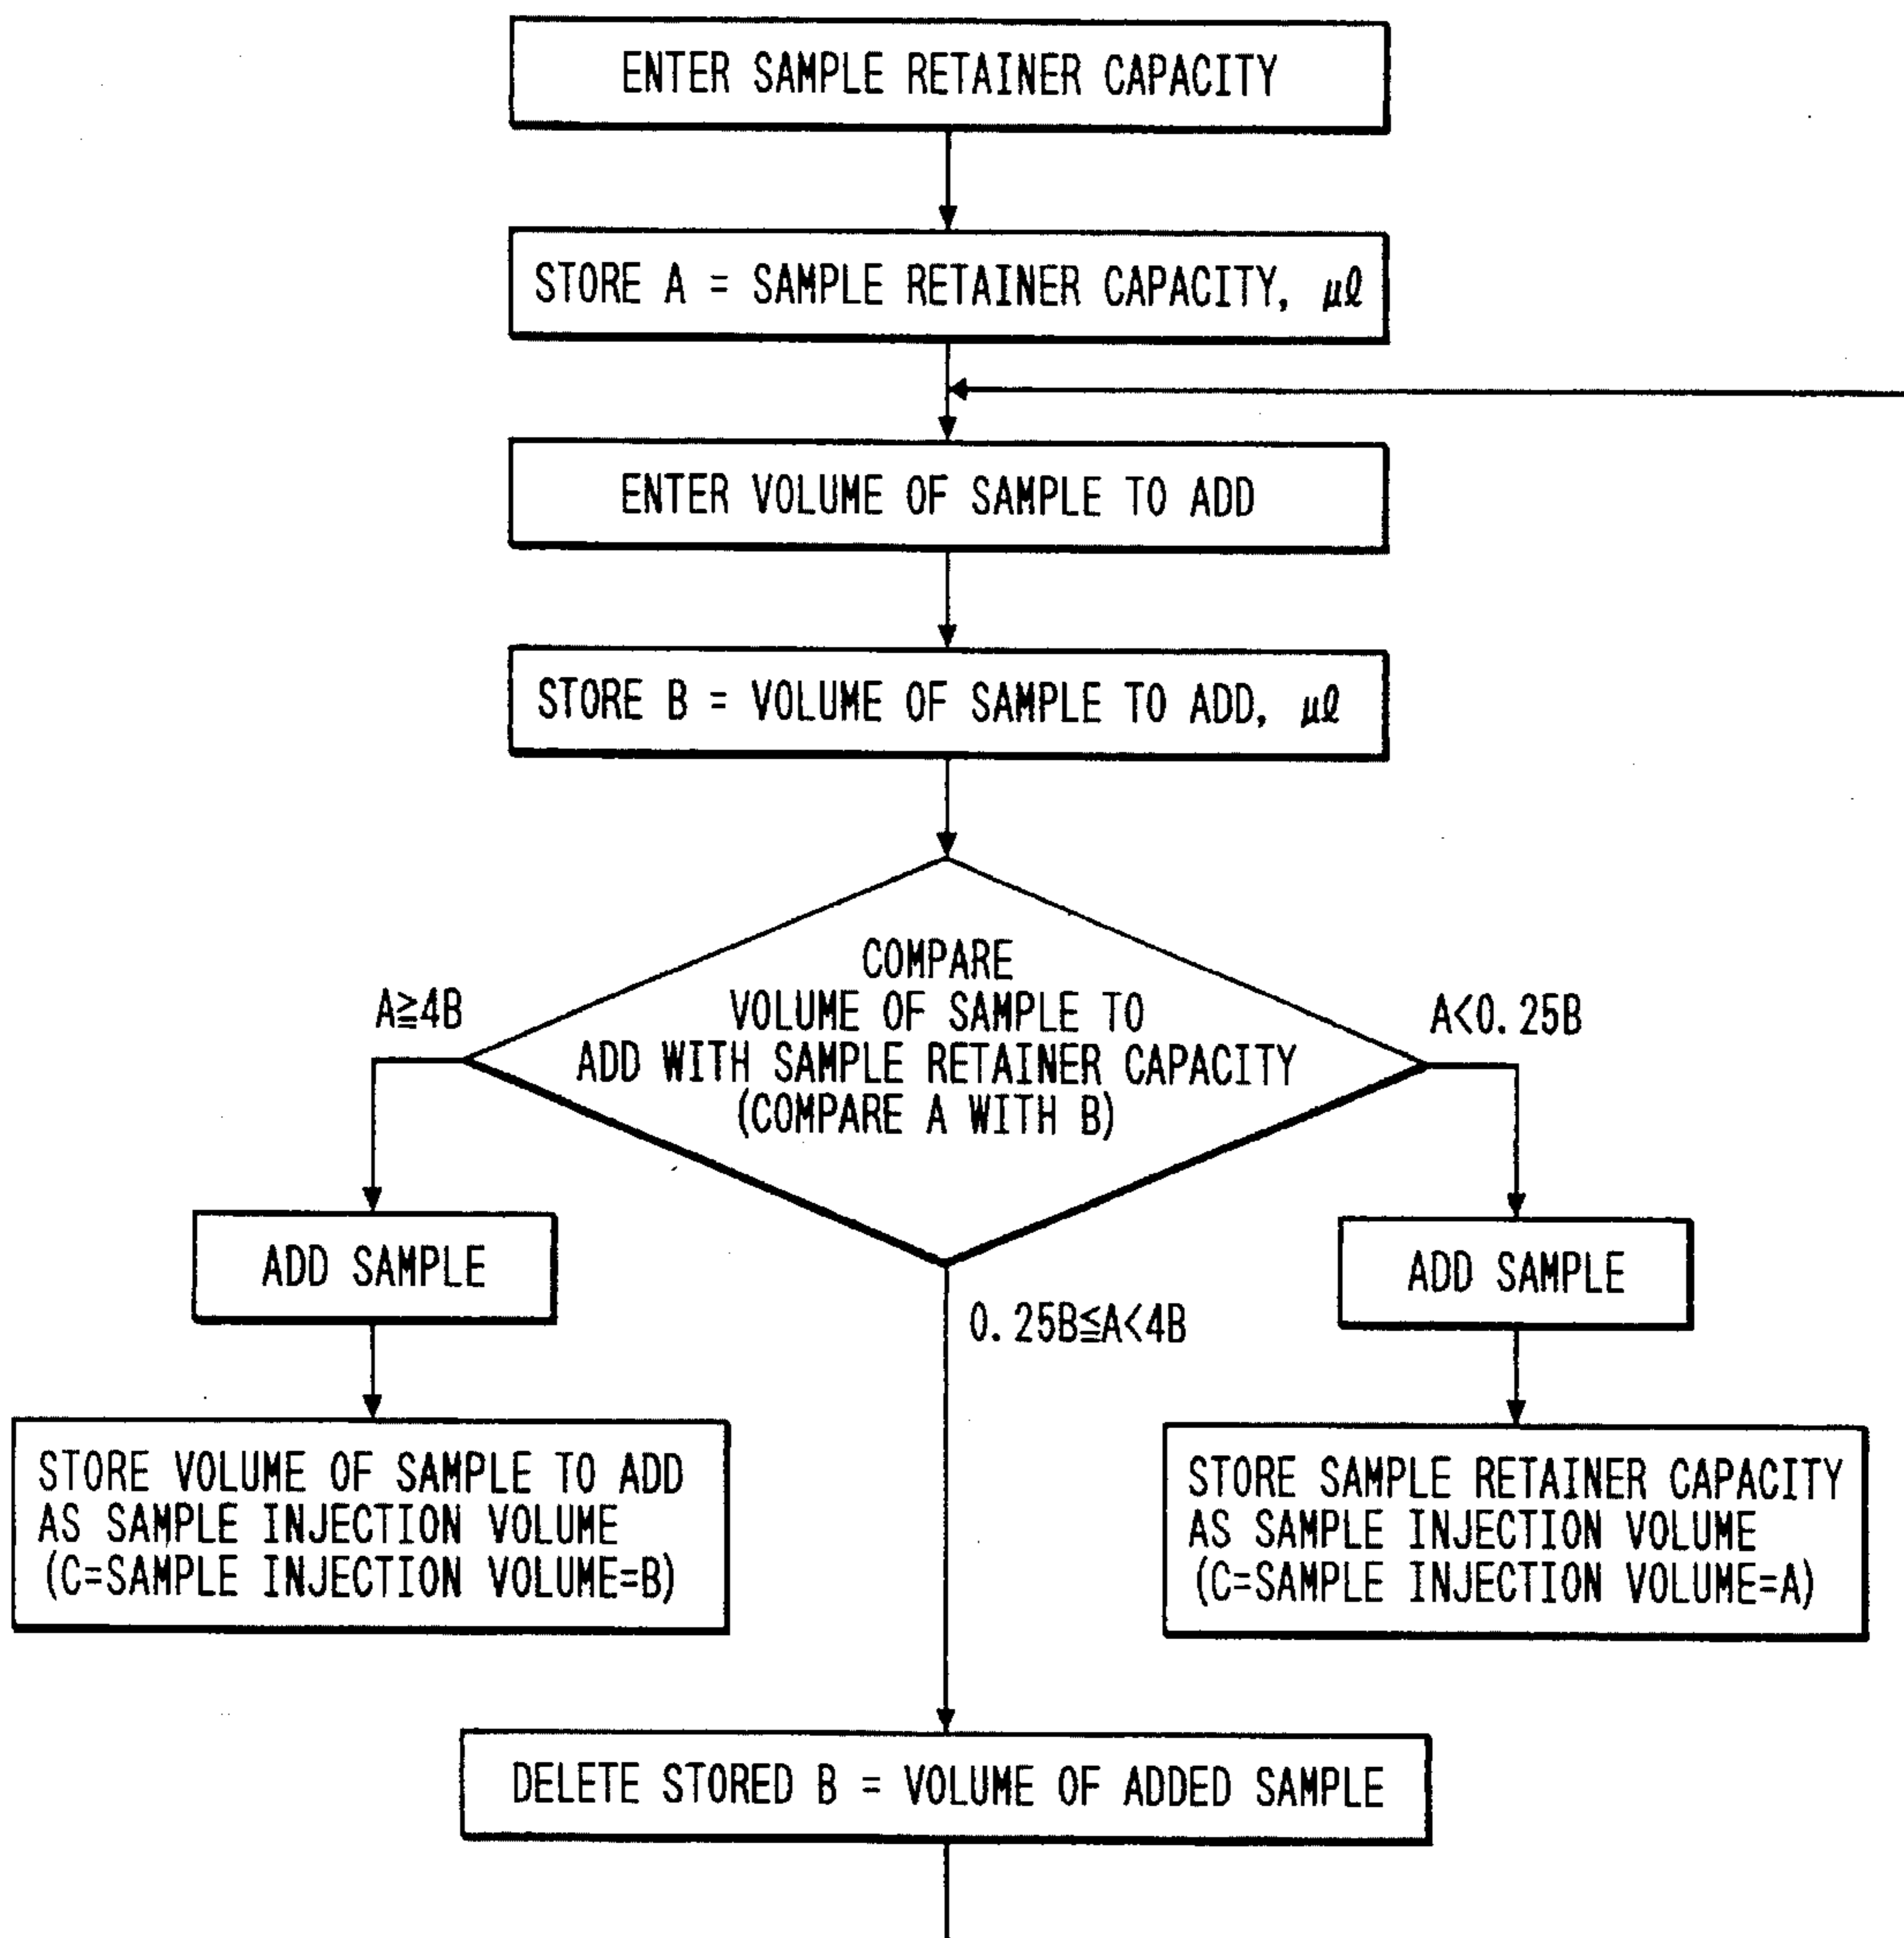 ENTER SAMPLE RETAINER CAPACITY
STORE A = SAMPLE RETAINER CAPACITY, µℓ
ENTER VOLUME OF SAMPLE TO ADD
STORE B = VOLUME OF SAMPLE TO ADD, µℓ
COMPARE
VOLUME OF SAMPLE TO
ADD WITH SAMPLE RETAINER CAPACITY
(COMPARE A WITH B)
A≧4B
A<0.25B
0.25B≦A<4B
ADD SAMPLE
ADD SAMPLE
STORE VOLUME OF SAMPLE TO ADD
AS SAMPLE INJECTION VOLUME
(C=SAMPLE INJECTION VOLUME=B)
STORE SAMPLE RETAINER CAPACITY
AS SAMPLE INJECTION VOLUME
(C=SAMPLE INJECTION VOLUME=A)
DELETE STORED B = VOLUME OF ADDED SAMPLE